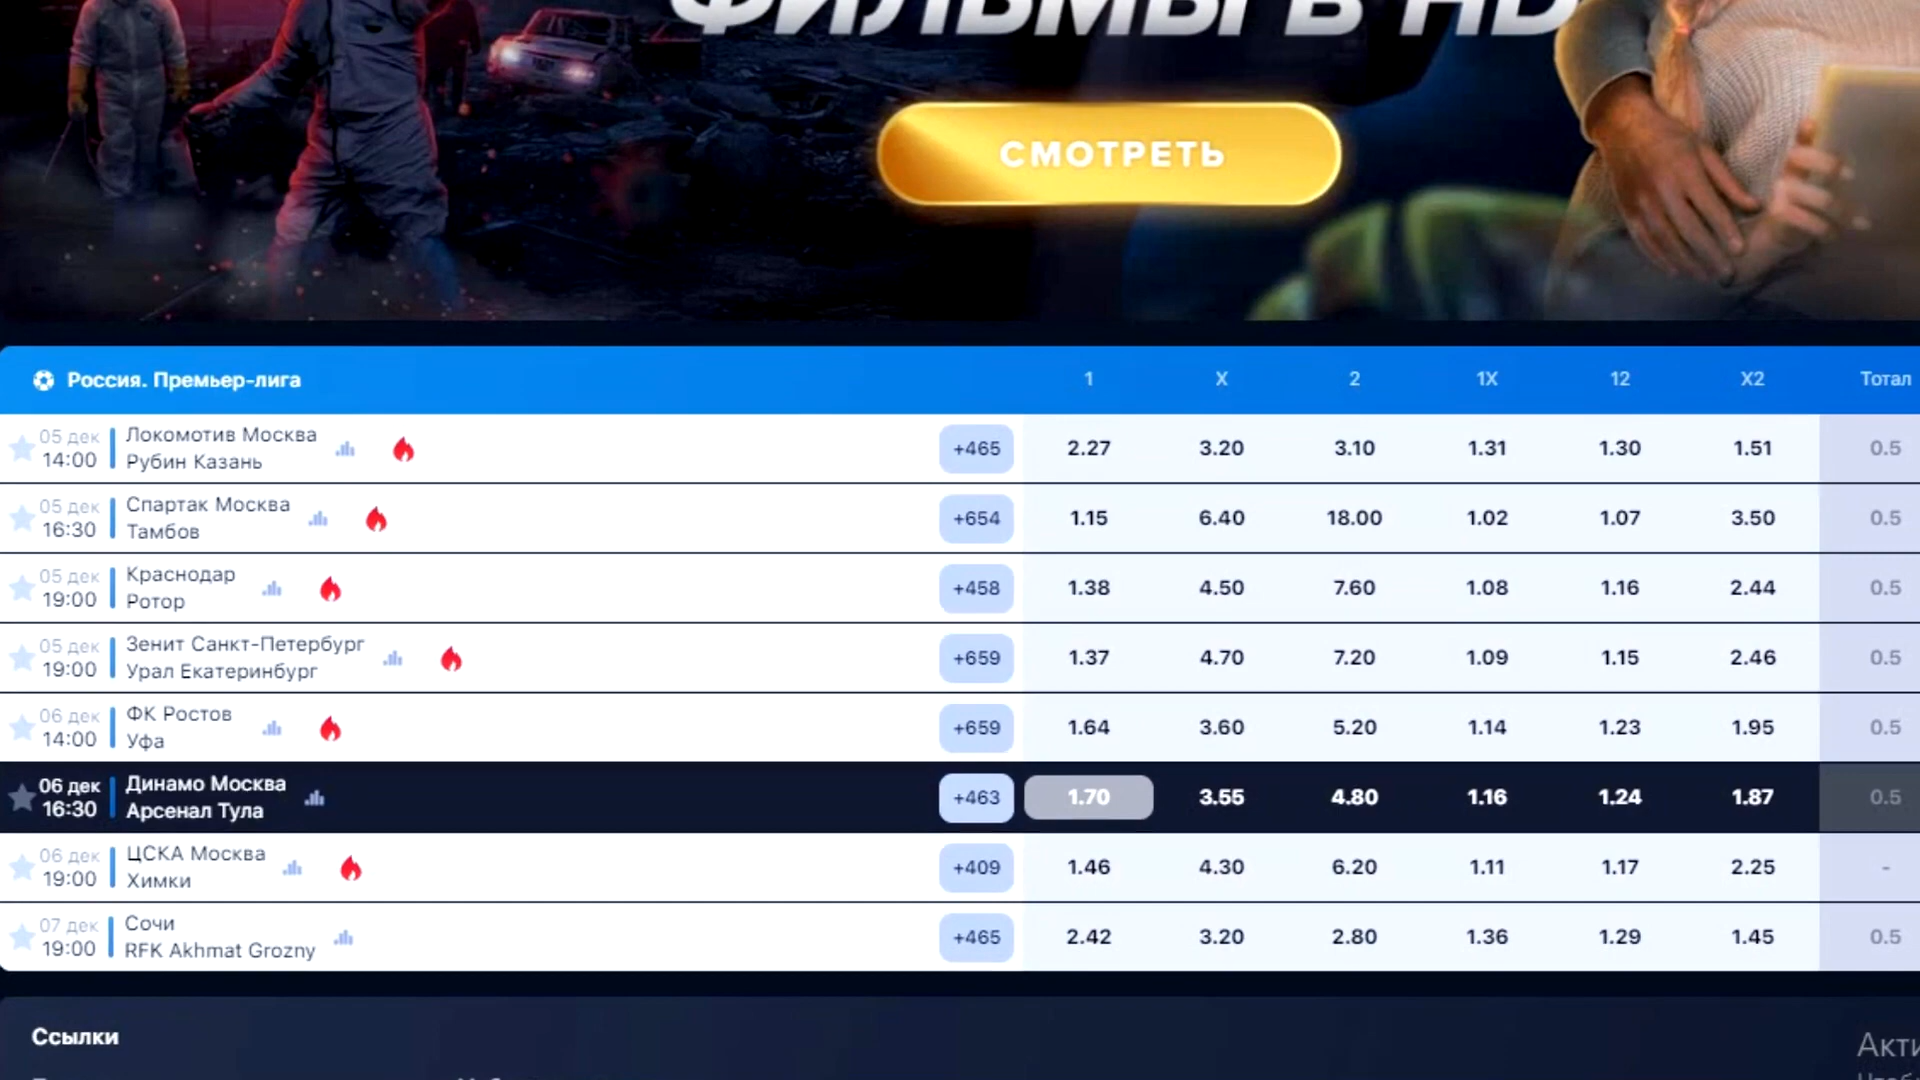 ФИЛЬМЫ В HD
СМОТРЕТЬ
Россия. Премьер-лига 1 X 2 1X 12 X2 Тотал
05 дек Локомотив Москва
14:00 Рубин Казань +465 2.27 3.20 3.10 1.31 1.30 1.51 0.5
05 дек Спартак Москва
16:30 Тамбов +654 1.15 6.40 18.00 1.02 1.07 3.50 0.5
05 дек Краснодар
19:00 Ротор +458 1.38 4.50 7.60 1.08 1.16 2.44 0.5
05 дек Зенит Санкт-Петербург
19:00 Урал Екатеринбург +659 1.37 4.70 7.20 1.09 1.15 2.46 0.5
06 дек ФК Ростов
14:00 Уфа +659 1.64 3.60 5.20 1.14 1.23 1.95 0.5
06 дек Динамо Москва
16:30 Арсенал Тула +463 1.70 3.55 4.80 1.16 1.24 1.87 0.5
06 дек ЦСКА Москва
19:00 Химки +409 1.46 4.30 6.20 1.11 1.17 2.25 -
07 дек Сочи
19:00 RFK Akhmat Grozny +465 2.42 3.20 2.80 1.36 1.29 1.45 0.5
Ссылки
Акти